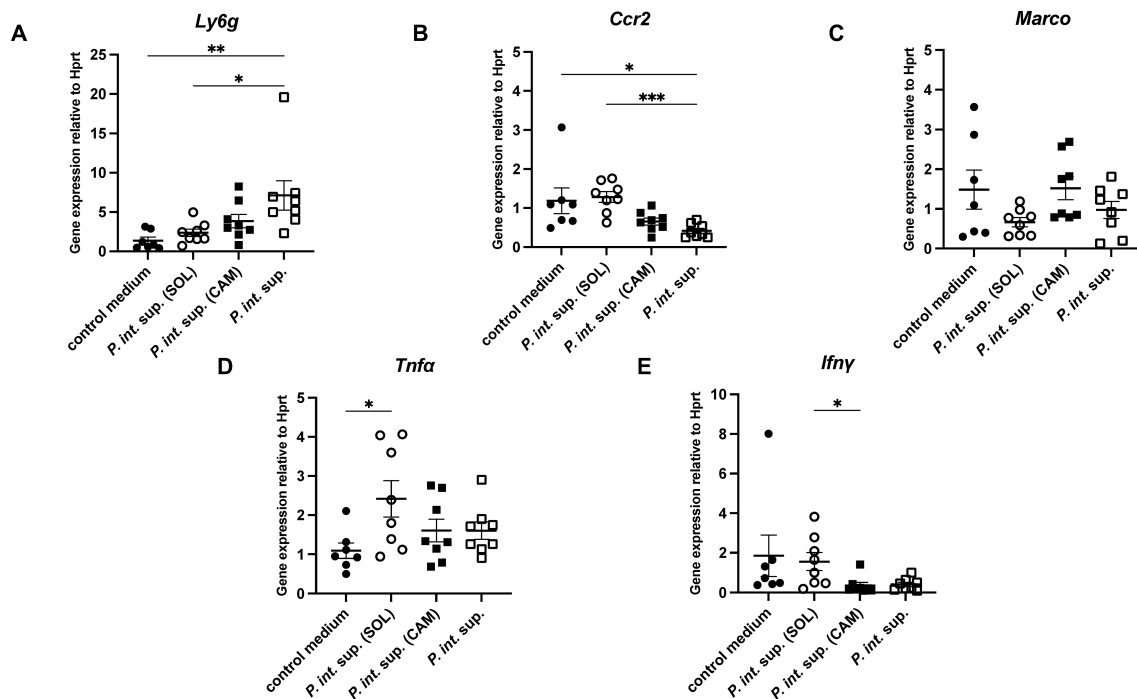 A
Ly6g
Gene expression relative to Hprt
25
20
15
10
5
0
**
*
control medium
P. int. sup. (SOL)
P. int. sup. (CAM)
P. int. sup.
B
Ccr2
Gene expression relative to Hprt
5
4
3
2
1
0
*
***
control medium
P. int. sup. (SOL)
P. int. sup. (CAM)
P. int. sup.
C
Marco
Gene expression relative to Hprt
5
4
3
2
1
0
control medium
P. int. sup. (SOL)
P. int. sup. (CAM)
P. int. sup.
D
Tnfα
Gene expression relative to Hprt
5
4
3
2
1
0
*
control medium
P. int. sup. (SOL)
P. int. sup. (CAM)
P. int. sup.
E
Ifnγ
Gene expression relative to Hprt
10
8
6
4
2
0
*
control medium
P. int. sup. (SOL)
P. int. sup. (CAM)
P. int. sup.